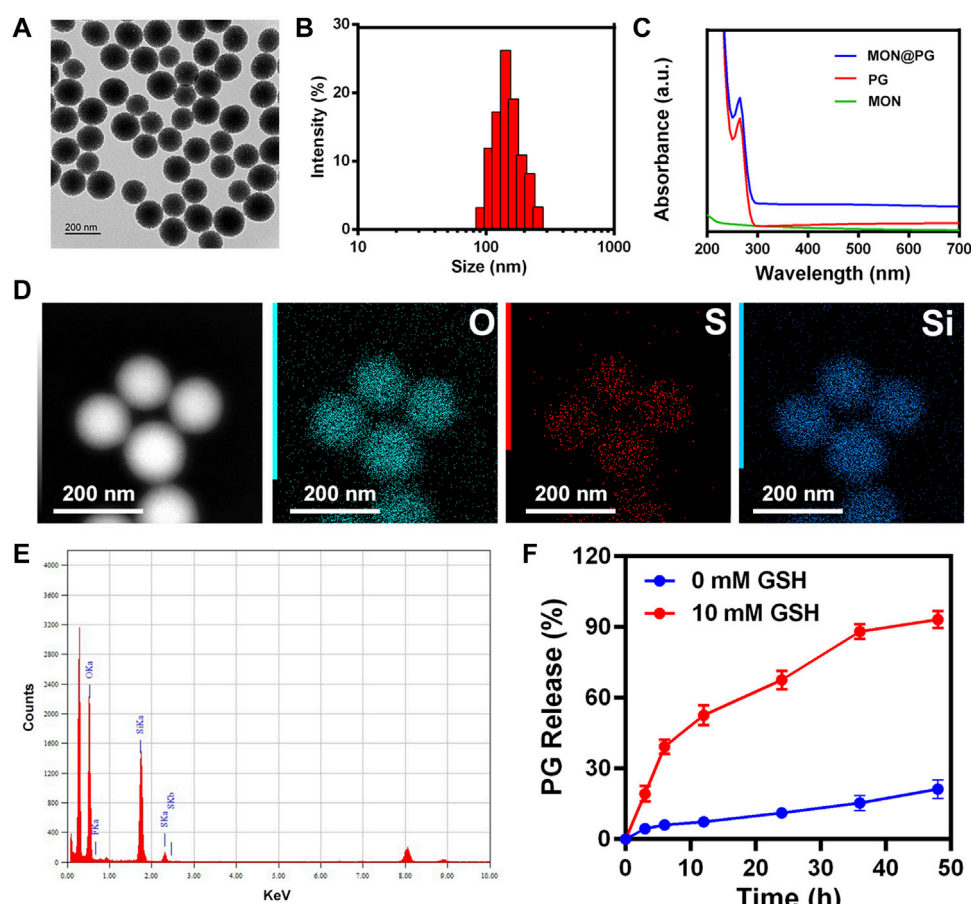 A
200 nm
B
Intensity (%)
30
20
10
0
10
100
1000
Size (nm)
C
Absorbance (a.u.)
MON@PG
PG
MON
200
300
400
500
600
700
Wavelength (nm)
D
200 nm
O
200 nm
S
200 nm
Si
200 nm
E
Counts
4000
3600
3200
2800
2400
2000
1600
1200
800
400
0
OKa
FKa
SiKa
SKa
SKb
0.00
1.00
2.00
3.00
4.00
5.00
6.00
7.00
8.00
9.00
10.00
KeV
F
PG Release (%)
120
90
60
30
0
0 mM GSH
10 mM GSH
0
10
20
30
40
50
Time (h)